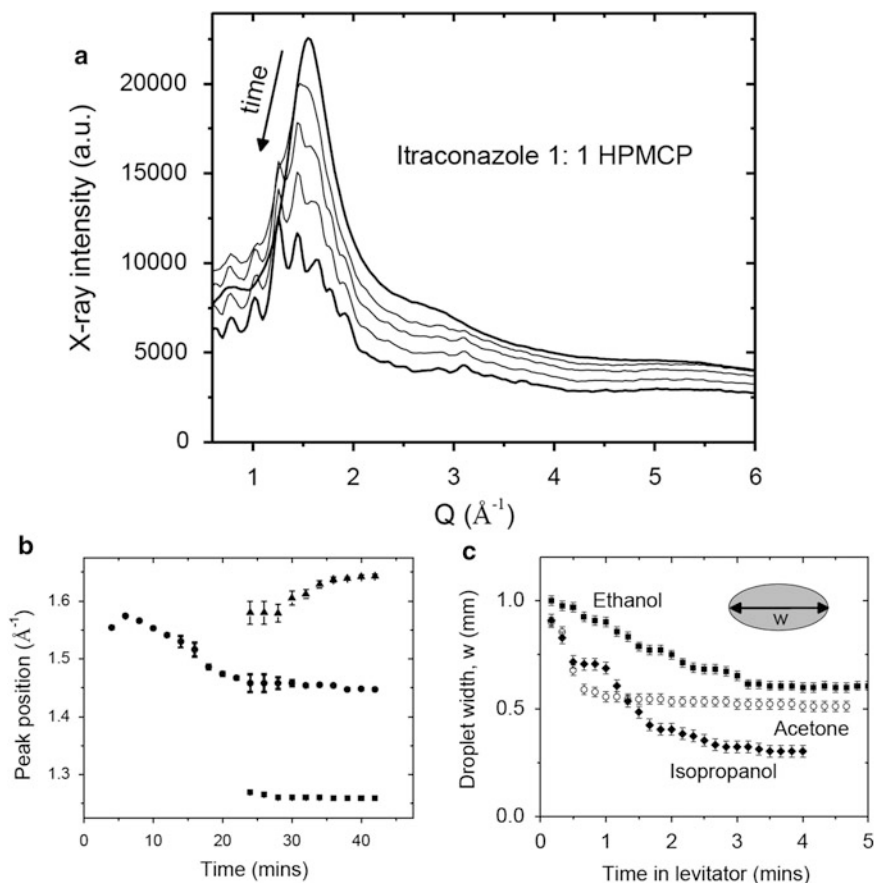 a
time
Itraconazole 1: 1 HPMCP
X-ray intensity (a.u.)
20000
15000
10000
5000
0
1 2 3 4 5 6
Q (Å⁻¹)
b
Peak position (Å⁻¹)
1.6
1.5
1.4
1.3
0 10 20 30 40
Time (mins)
c
Droplet width, w (mm)
1.0
0.5
0.0
Ethanol
w
Acetone
Isopropanol
0 1 2 3 4 5
Time in levitator (mins)